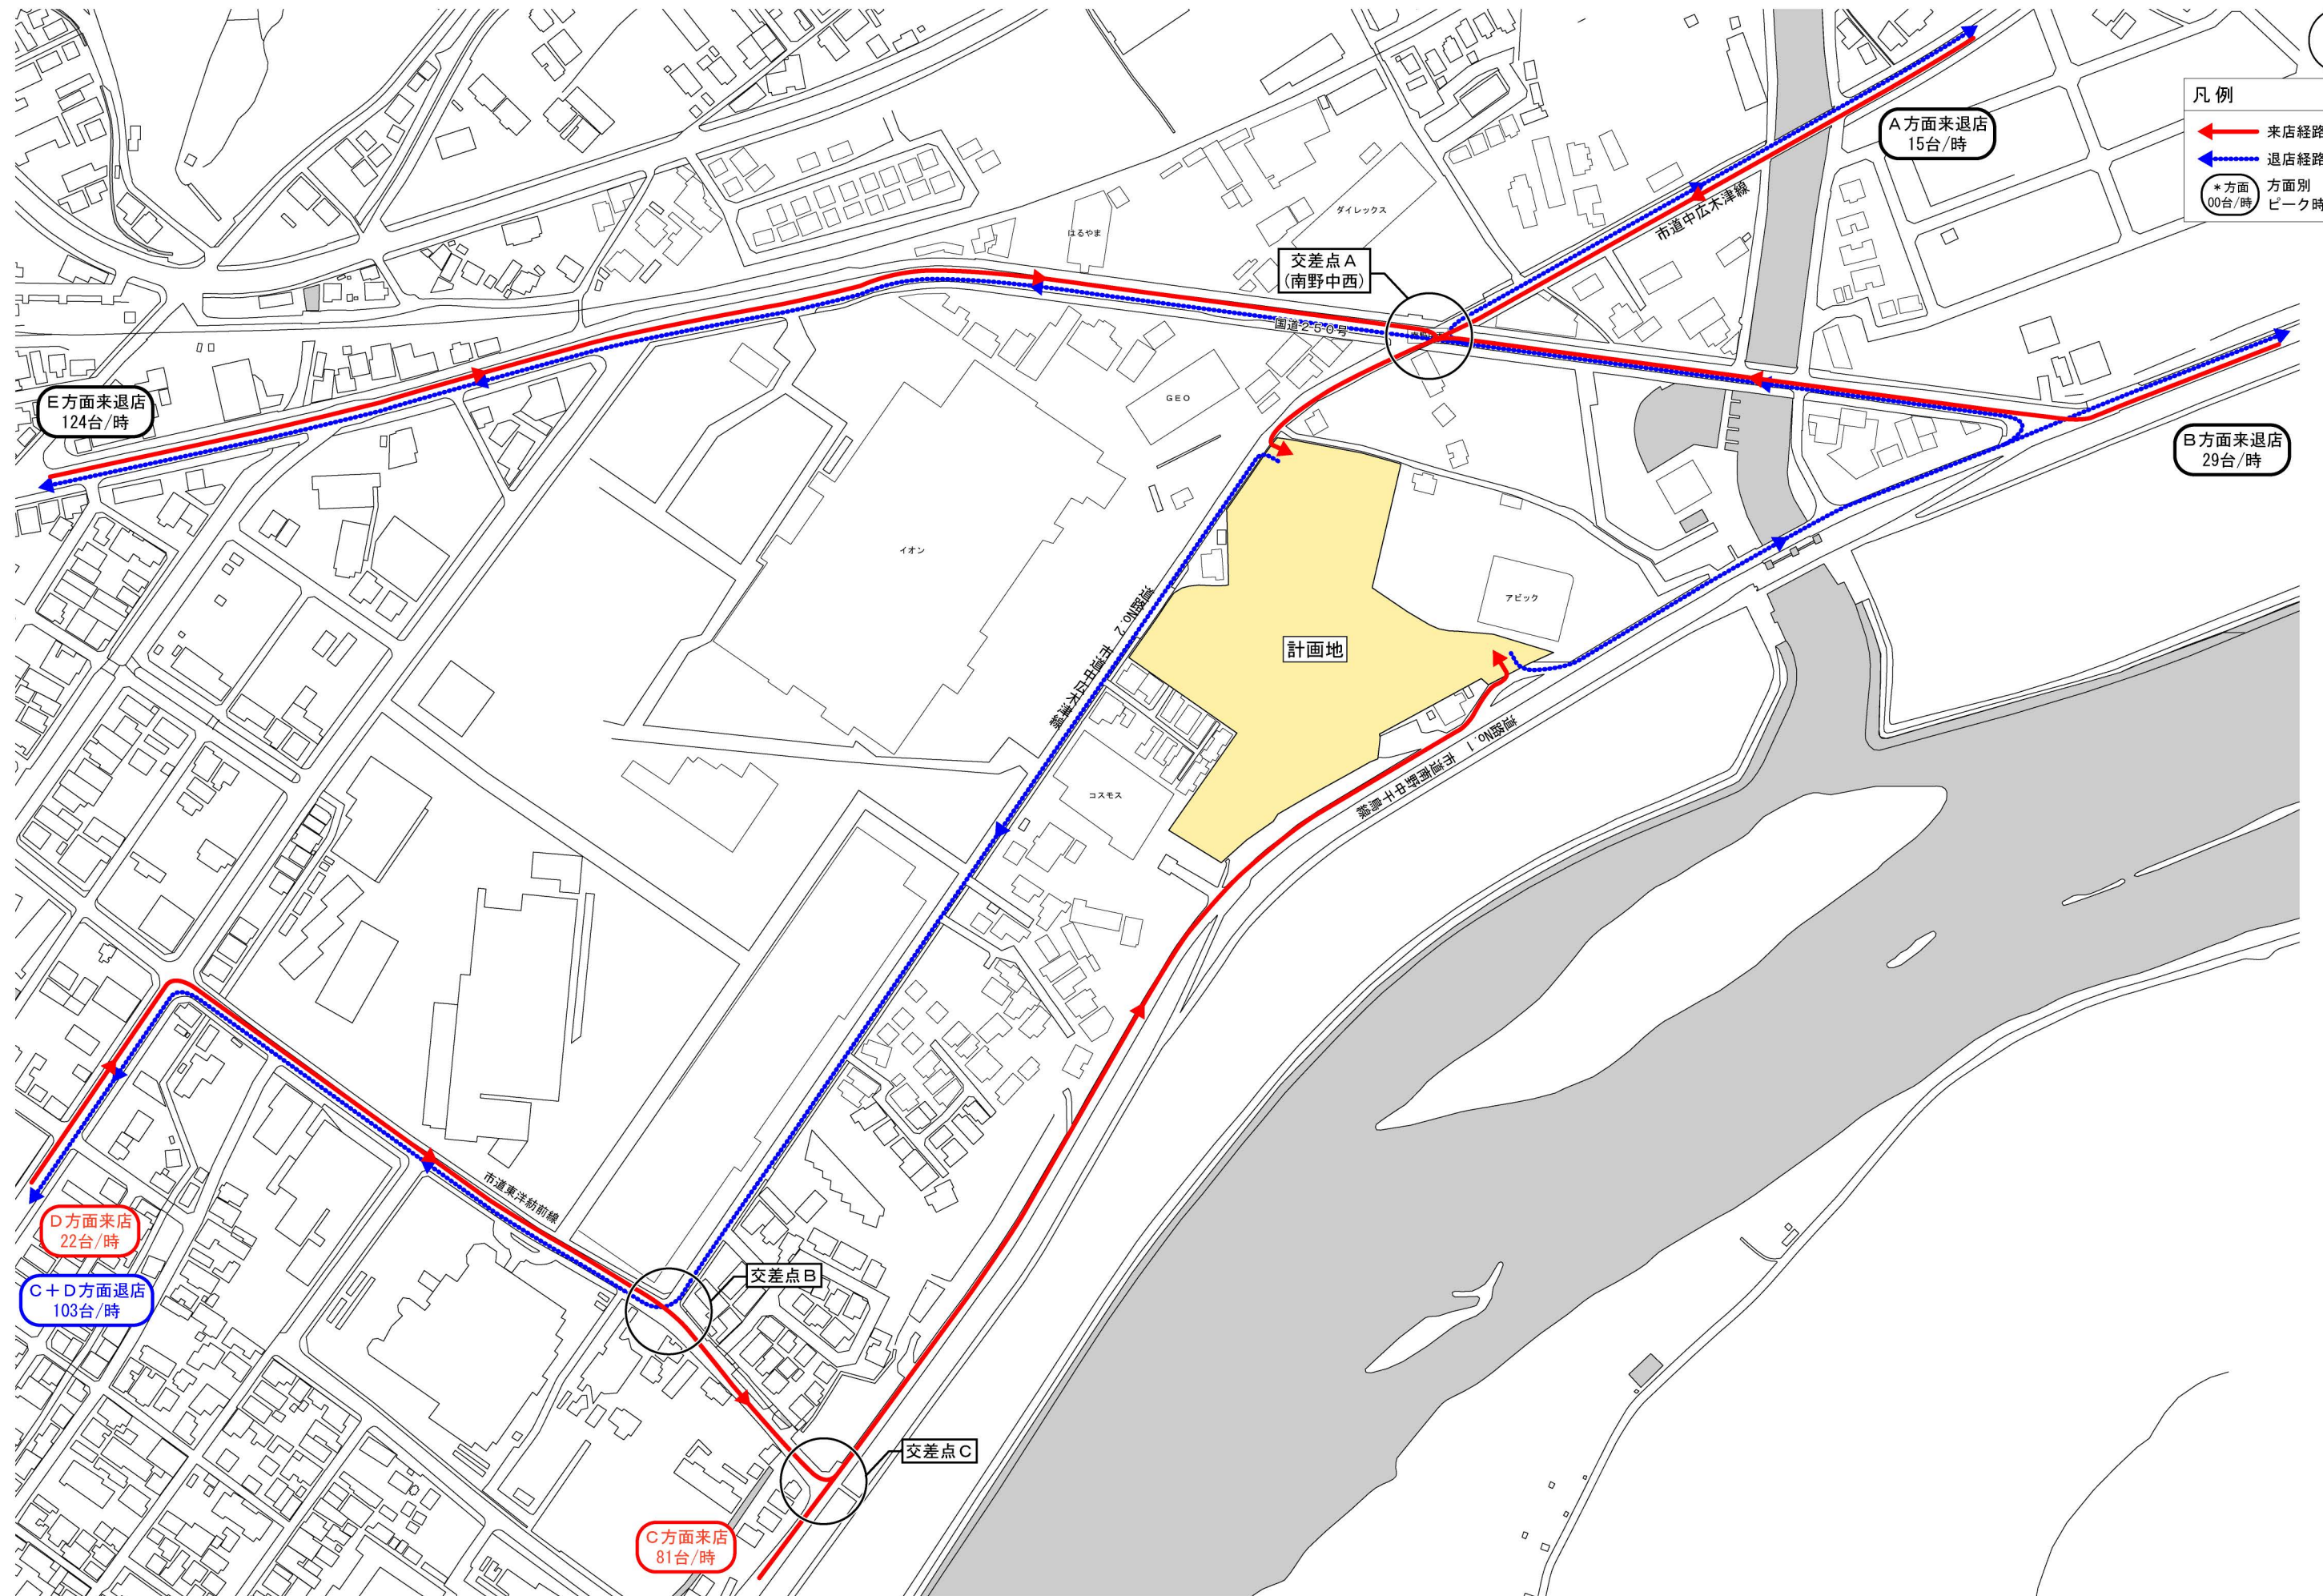 凡例
来店経路
退店経路
*方面
00台/時
方面別
ピーク時
A方面来退店
15台/時
市道中広木津線
ダイレックス
はるやま
交差点A
(南野中西)
国道250号
GEO
E方面来退店
124台/時
B方面来退店
29台/時
イオン
アピック
道路No.2 市道中広木津線
計画地
道路No.1 市道南野中千鳥線
コスモス
市道東洋紡前線
D方面来店
22台/時
C+D方面退店
103台/時
交差点B
交差点C
C方面来店
81台/時